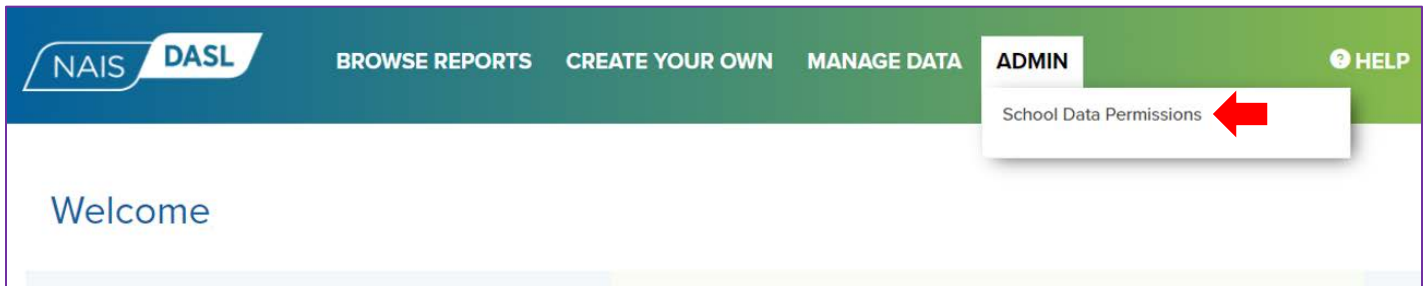 NAIS DASL BROWSE REPORTS CREATE YOUR OWN MANAGE DATA ADMIN ? HELP
School Data Permissions
Welcome